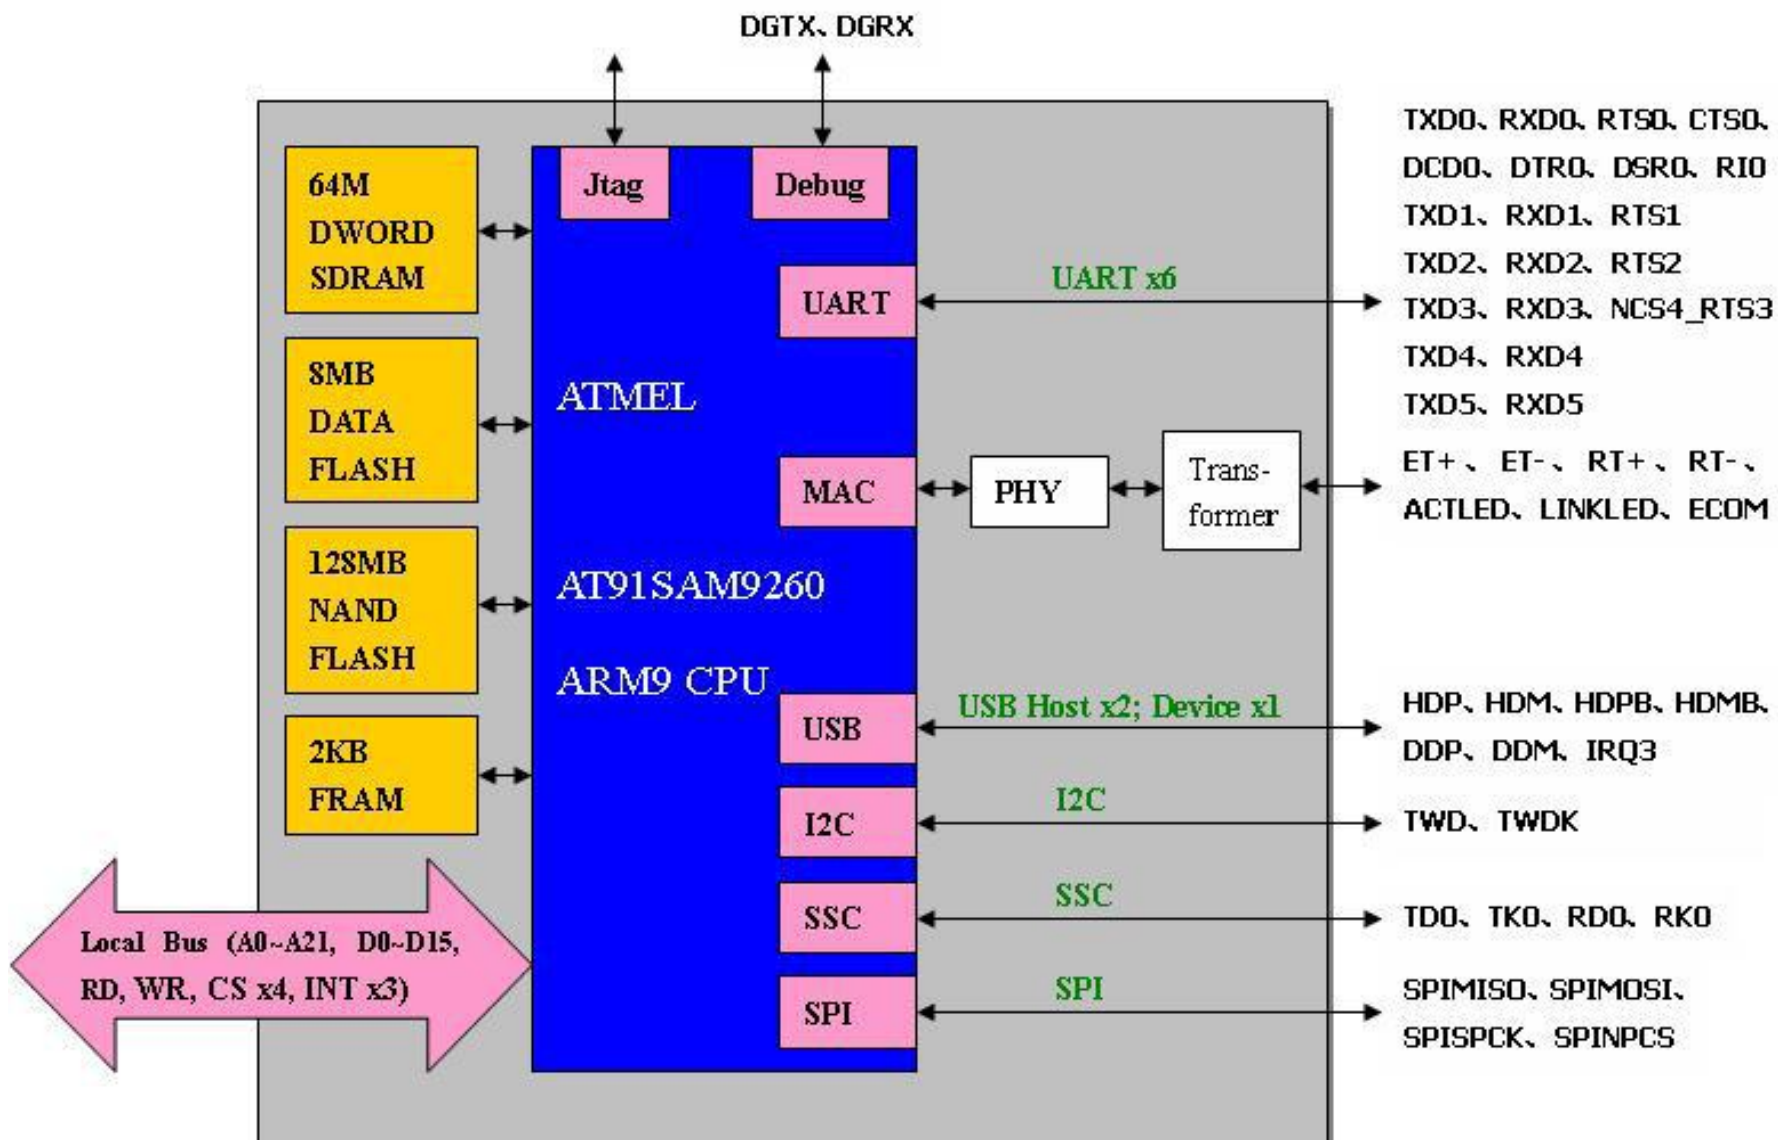 DGTX、DGRX
64M
DWORD
SDRAM
8MB
DATA
FLASH
128MB
NAND
FLASH
2KB
FRAM
Local Bus (A0~A21, D0~D15,
RD, WR, CS x4, INT x3)
Jtag
Debug
ATMEL
AT91SAM9260
ARM9 CPU
UART
MAC
USB
I2C
SSC
SPI
UART x6
PHY
Trans-
former
USB Host x2; Device x1
I2C
SSC
SPI
TXD0、RXD0、RTS0、CTS0、
DCD0、DTR0、DSR0、RI0
TXD1、RXD1、RTS1
TXD2、RXD2、RTS2
TXD3、RXD3、NCS4_RTS3
TXD4、RXD4
TXD5、RXD5
ET+、ET-、RT+、RT-、
ACTLED、LINKLED、ECOM
HDP、HDM、HDPB、HDMB、
DDP、DDM、IRQ3
TWD、TWDK
TD0、TK0、RD0、RK0
SPIMISO、SPIMOSI、
SPISPCK、SPINPCS